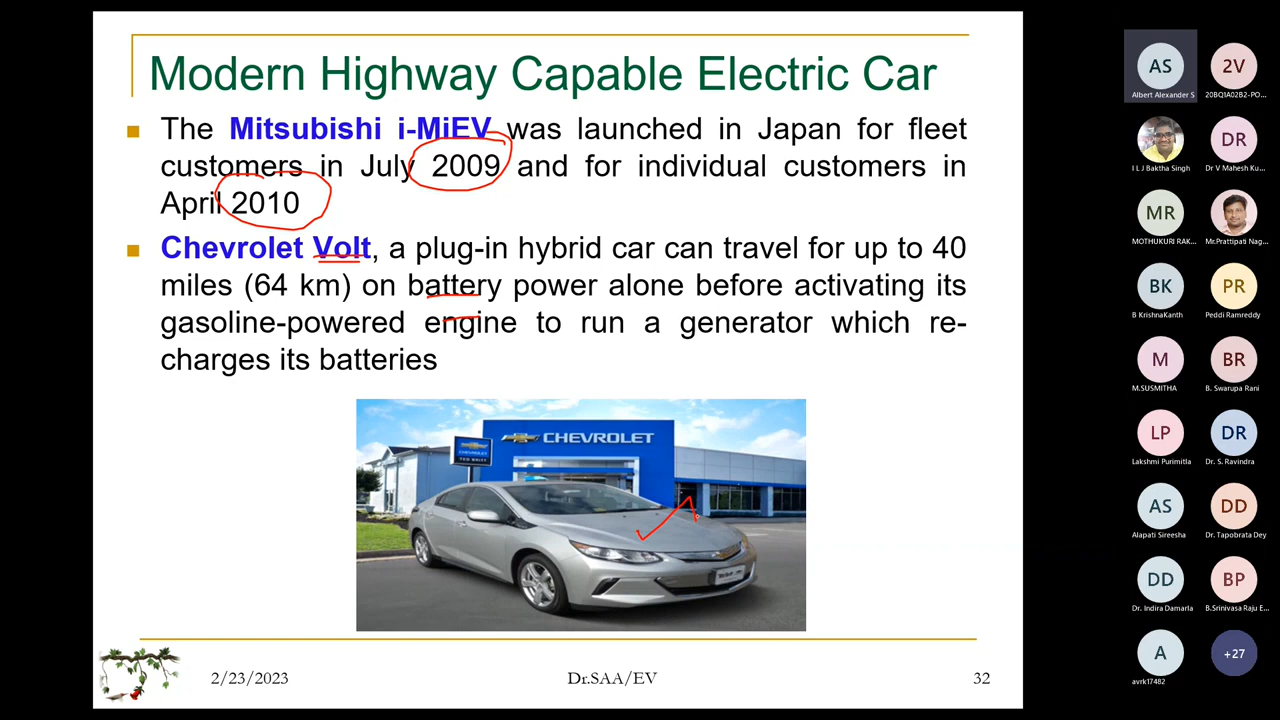 Modern Highway Capable Electric Car
The Mitsubishi i-MiEV was launched in Japan for fleet
customers in July 2009 and for individual customers in
April 2010
Chevrolet Volt, a plug-in hybrid car can travel for up to 40
miles (64 km) on battery power alone before activating its
gasoline-powered engine to run a generator which re-
charges its batteries
CHEVROLET
CHEVROLET
2/23/2023
Dr.SAA/EV
32
AS
Albert Alexander S
2V
20BQ1A02B2-PO...
I L J Baktha Singh
DR
Dr V Mahesh Ku...
MR
MOTHUKURI RAK...
Mr.Prattipati Nag...
BK
B KrishnaKanth
PR
Peddi Ramreddy
M
M.SUSMITHA
BR
B. Swarupa Rani
LP
Lakshmi Purimitla
DR
Dr. S. Ravindra
AS
Alapati Sireesha
DD
Dr. Tapobrata Dey
DD
Dr. Indira Damarla
BP
B.Srinivasa Raju E...
A
avrk17482
+27